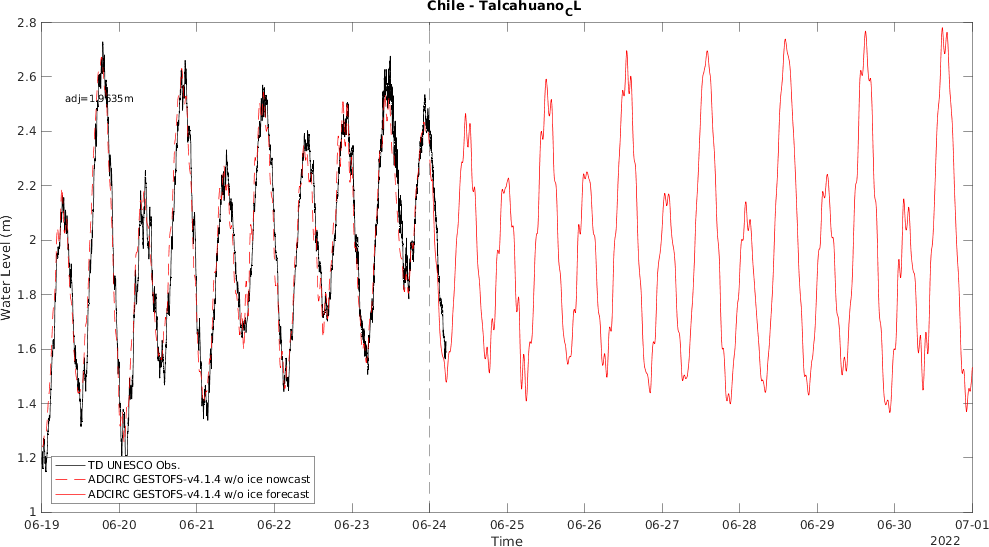 Chile - Talcahuano_CL
2.8
2.6
adj=1.9635m
2.4
2.2
2
1.8
1.6
1.4
1.2
1
Water Level (m)
TD UNESCO Obs.
ADCIRC GESTOFS-v4.1.4 w/o ice nowcast
ADCIRC GESTOFS-v4.1.4 w/o ice forecast
06-19 06-20 06-21 06-22 06-23 06-24 06-25 06-26 06-27 06-28 06-29 06-30 07-01
Time
2022